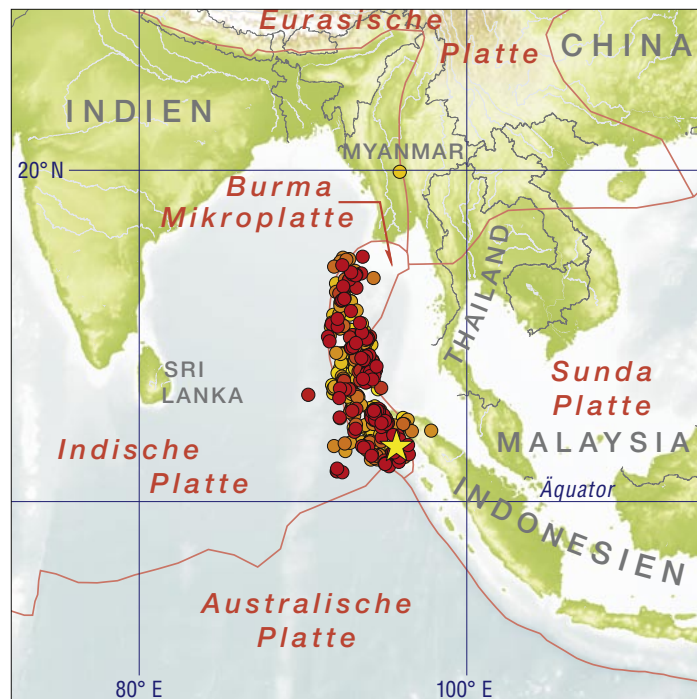 Eurasische
Platte
CHINA
INDIEN
MYANMAR
20° N
Burma
Mikroplatte
THAILAND
SRI
LANKA
Sunda
Platte
MALAYSIA
Indische
Platte
Äquator
INDONESIEN
Australische
Platte
80° E
100° E